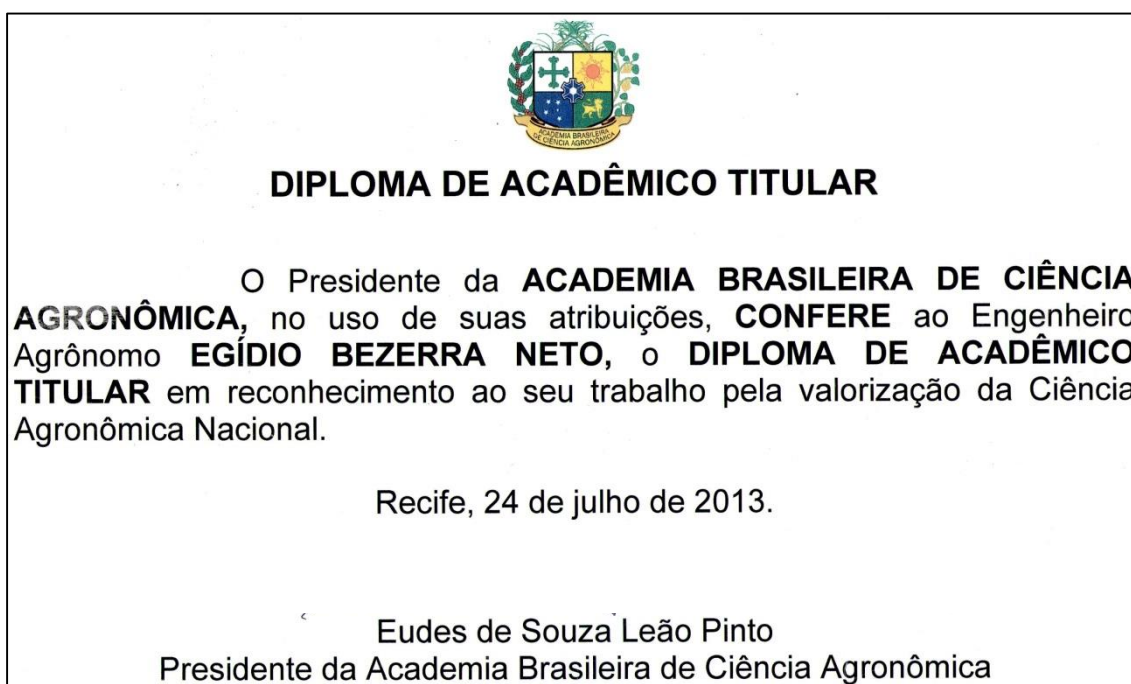 ACADEMIA BRASILEIRA
DE CIÊNCIA AGRONÔMICA
DIPLOMA DE ACADÊMICO TITULAR
O Presidente da ACADEMIA BRASILEIRA DE CIÊNCIA
AGRONÔMICA, no uso de suas atribuições, CONFERE ao Engenheiro
Agrônomo EGÍDIO BEZERRA NETO, o DIPLOMA DE ACADÊMICO
TITULAR em reconhecimento ao seu trabalho pela valorização da Ciência
Agronômica Nacional.
Recife, 24 de julho de 2013.
Eudes de Souza Leão Pinto
Presidente da Academia Brasileira de Ciência Agronômica